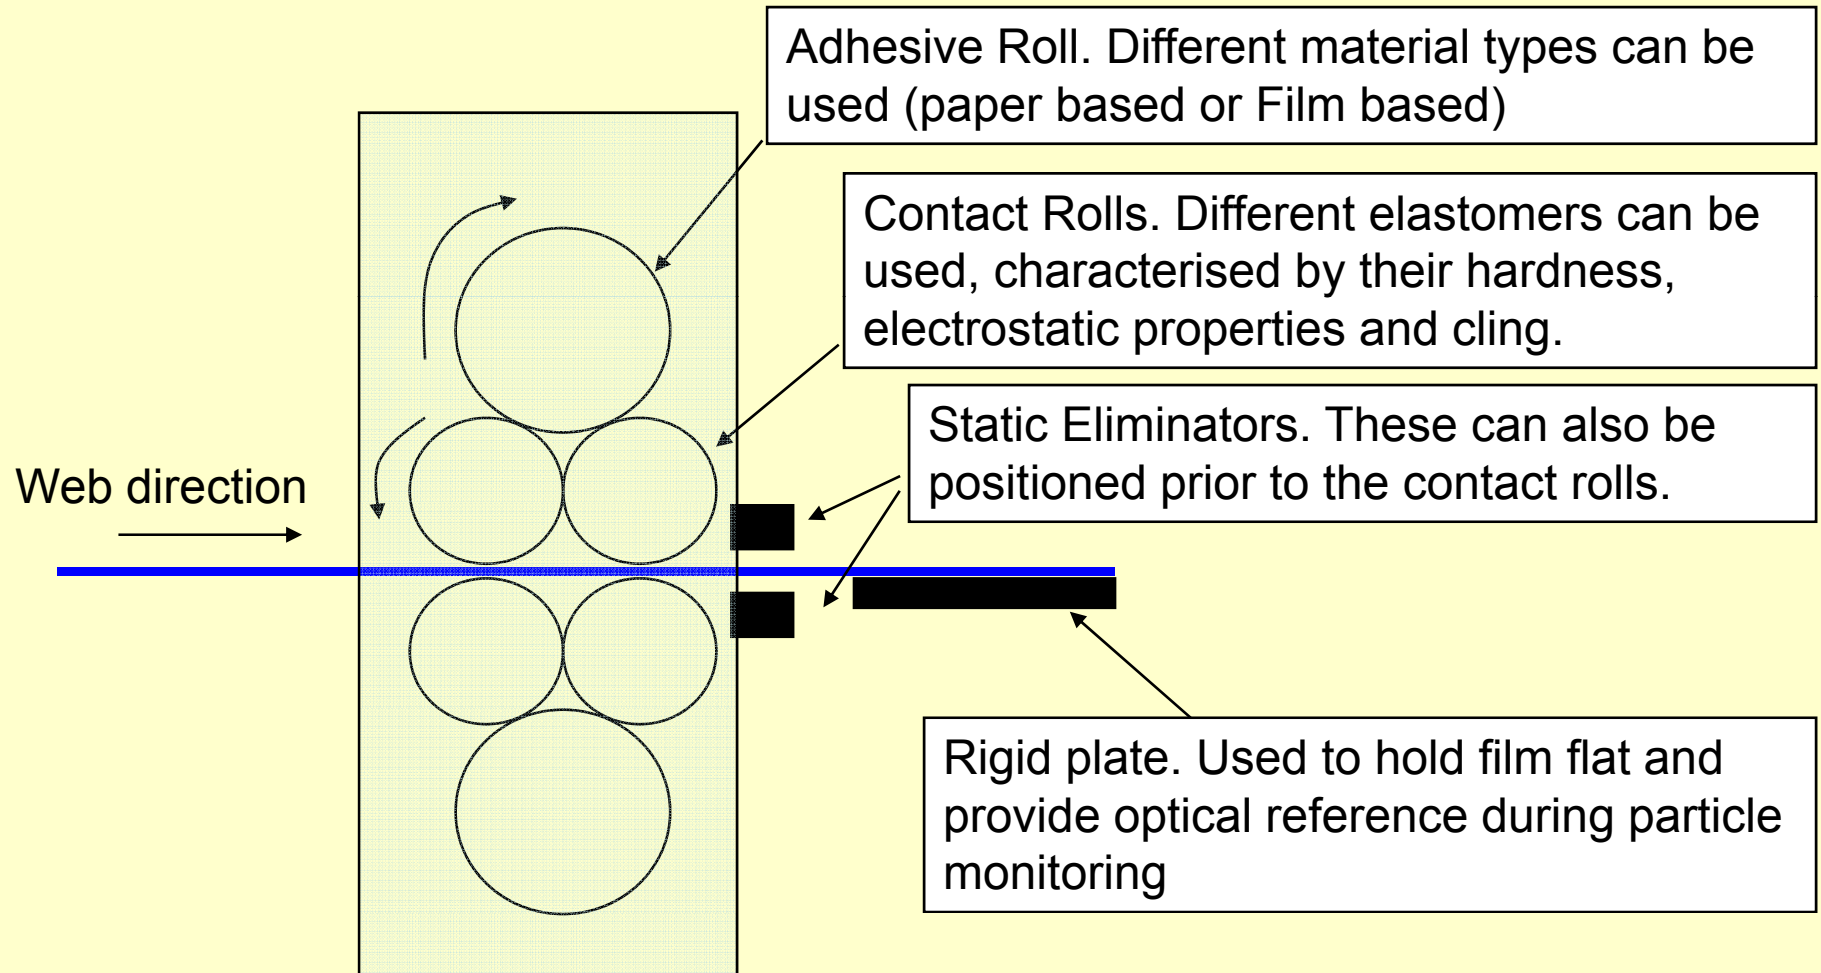 Adhesive Roll. Different material types can be
used (paper based or Film based)
Contact Rolls. Different elastomers can be
used, characterised by their hardness,
electrostatic properties and cling.
Static Eliminators. These can also be
positioned prior to the contact rolls.
Web direction
Rigid plate. Used to hold film flat and
provide optical reference during particle
monitoring